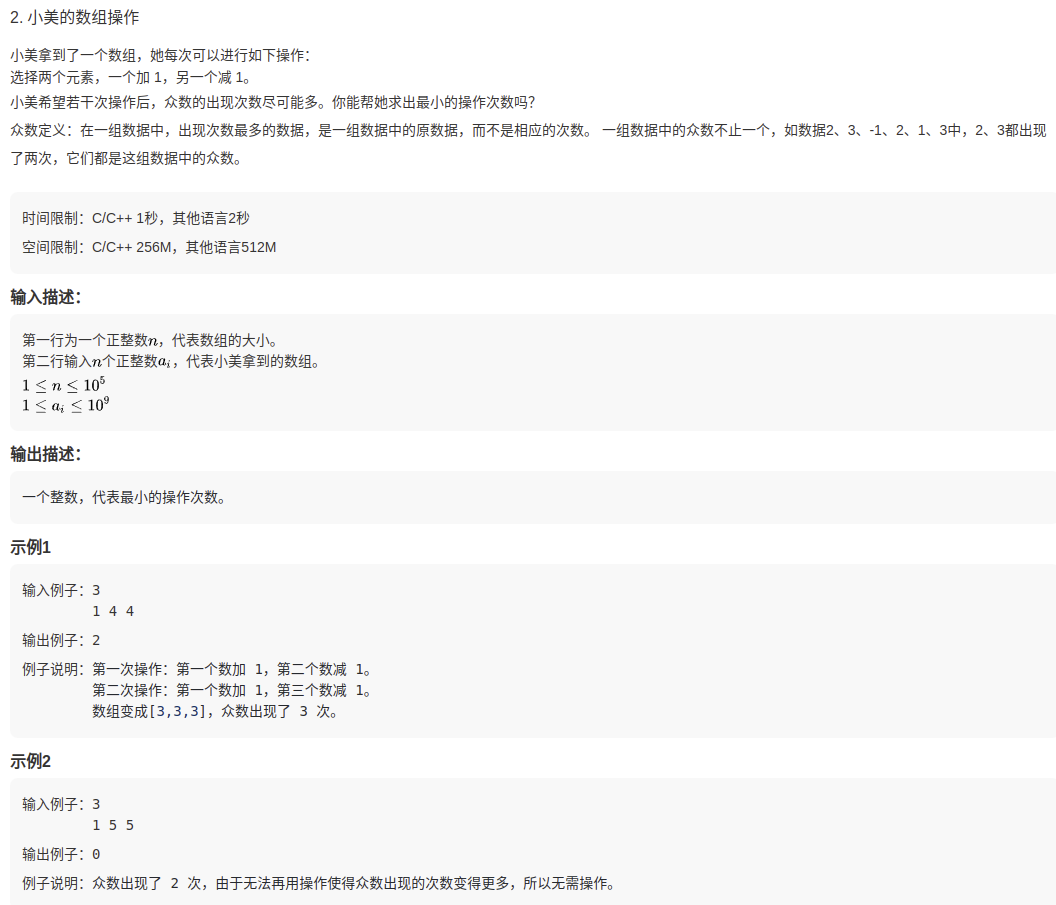 2. 小美的数组操作
小美拿到了一个数组，她每次可以进行如下操作：
选择两个元素，一个加 1，另一个减 1。
小美希望若干次操作后，众数的出现次数尽可能多。你能帮她求出最小的操作次数吗？
众数定义：在一组数据中，出现次数最多的数据，是一组数据中的原数据，而不是相应的次数。 一组数据中的众数不止一个，如数据2、3、-1、2、1、3中，2、3都出现
了两次，它们都是这组数据中的众数。
时间限制：C/C++ 1秒，其他语言2秒
空间限制：C/C++ 256M，其他语言512M
输入描述：
第一行为一个正整数n，代表数组的大小。
第二行输入n个正整数a_i，代表小美拿到的数组。
1 ≤ n ≤ 10^5
1 ≤ a_i ≤ 10^9
输出描述：
一个整数，代表最小的操作次数。
示例1
输入例子：3
1 4 4
输出例子：2
例子说明：第一次操作：第一个数加 1，第二个数减 1。
第二次操作：第一个数加 1，第三个数减 1。
数组变成[3,3,3]，众数出现了 3 次。
示例2
输入例子：3
1 5 5
输出例子：0
例子说明：众数出现了 2 次，由于无法再用操作使得众数出现的次数变得更多，所以无需操作。